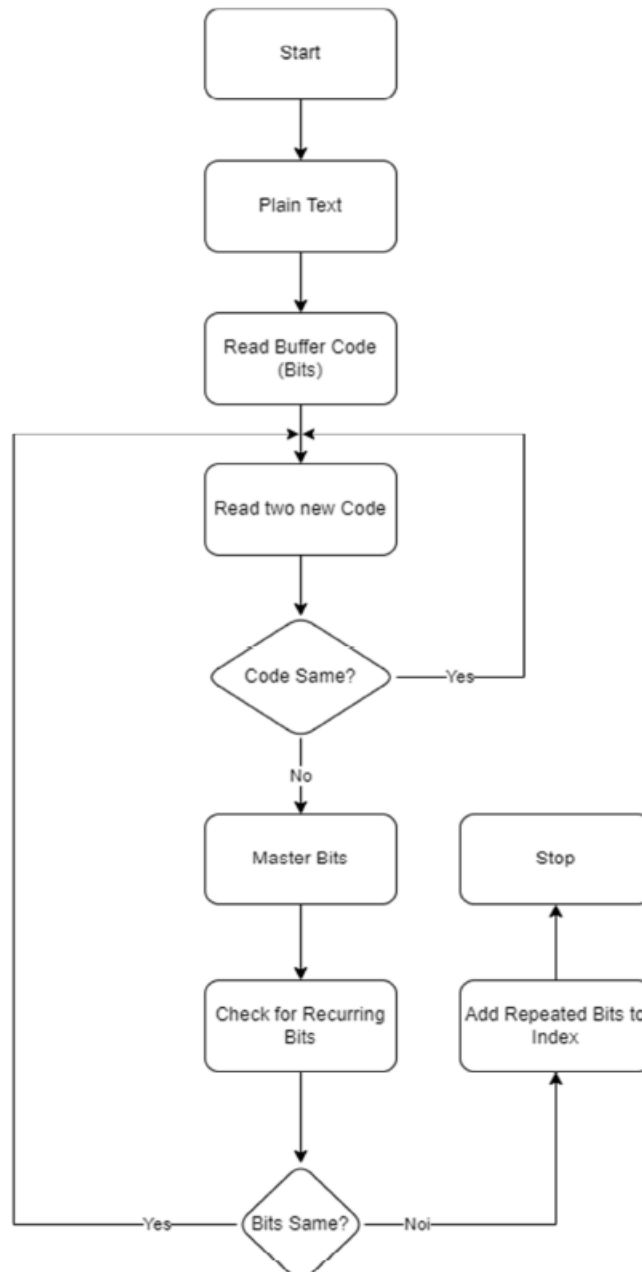 Start
Plain Text
Read Buffer Code
(Bits)
Read two new Code
Code Same?
Yes
No
Master Bits
Stop
Check for Recurring
Bits
Add Repeated Bits to
Index
Yes
Bits Same?
Noi